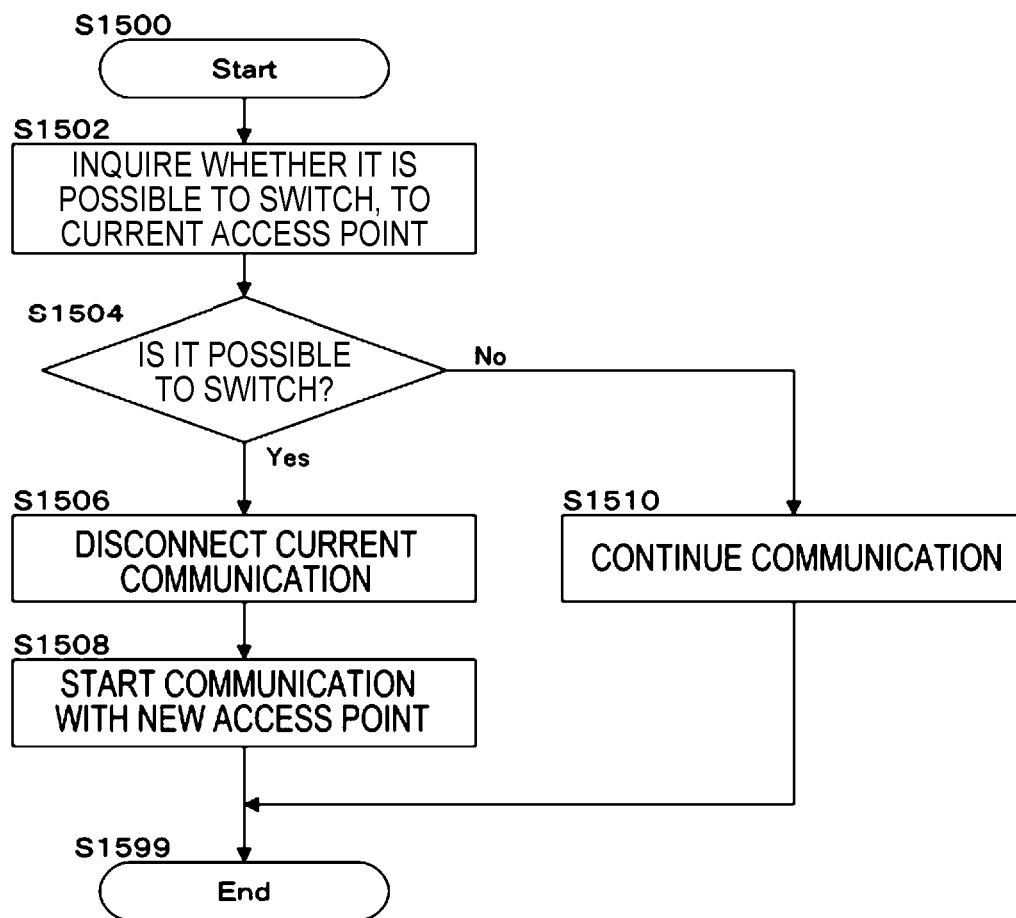 S1500
Start
S1502
INQUIRE WHETHER IT IS
POSSIBLE TO SWITCH, TO
CURRENT ACCESS POINT
S1504
IS IT POSSIBLE
TO SWITCH?
No
Yes
S1506
DISCONNECT CURRENT
COMMUNICATION
S1510
CONTINUE COMMUNICATION
S1508
START COMMUNICATION
WITH NEW ACCESS POINT
S1599
End